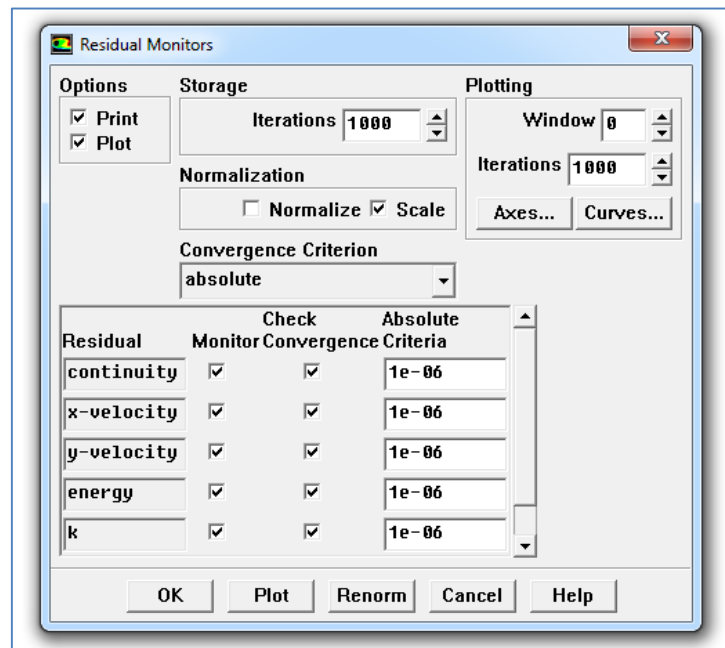 Residual Monitors
Options
Print
Plot
Storage
Iterations 1000
Normalization
Normalize Scale
Convergence Criterion
absolute
Plotting
Window 0
Iterations 1000
Axes... Curves...
Residual Monitor Check Convergence Absolute Criteria
continuity 1e-06
x-velocity 1e-06
y-velocity 1e-06
energy 1e-06
k 1e-06
OK Plot Renorm Cancel Help